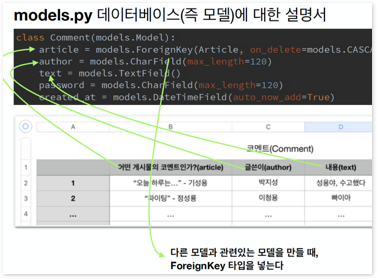 models.py 데이터베이스(즉 모델)에 대한 설명서
class Comment(models.Model):
article = models.ForeignKey(Article, on_delete=models.CASCA
author = models.CharField(max_length=120)
text = models.TextField()
password = models.CharField(max_length=120)
created_at = models.DateTimeField(auto_now_add=True)
A B C D
코멘트(Comment)
1 어떤 게시물의 코멘트인가?(article) 글쓴이(author) 내용(text)
2 1 "오늘 하루는..." - 기성용 박지성 성용아, 수고했다
3 2 "파이팅" - 정성룡 이청용 빠이야
4 ... ... ... ...
다른 모델과 관련있는 모델을 만들 때,
ForeignKey 타입을 넣는다